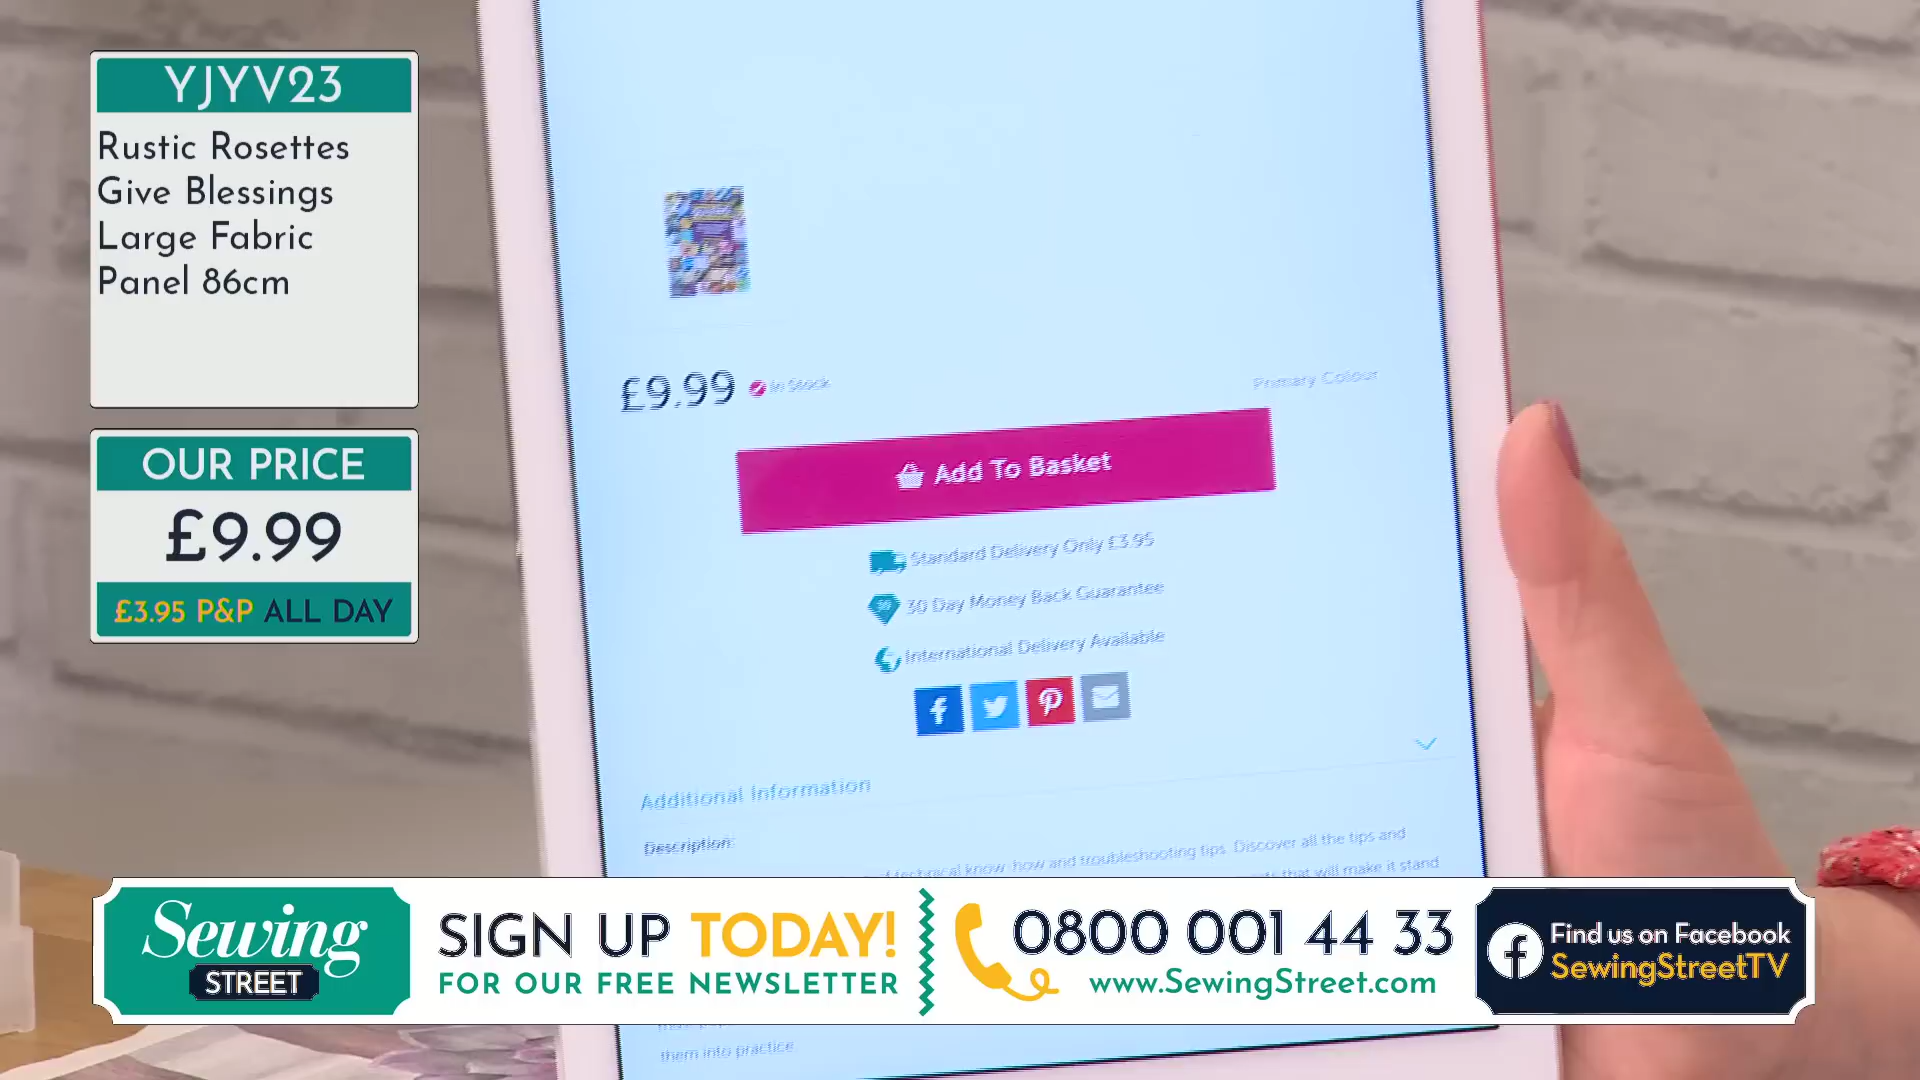 YJYV23
Rustic Rosettes
Give Blessings
Large Fabric
Panel 86cm
OUR PRICE
£9.99
£3.95 P&P ALL DAY
£9.99 In Stock
Primary Colour
Add To Basket
Standard Delivery Only £3.95
30 Day Money Back Guarantee
International Delivery Available
Additional Information
Description:
technical know-how and troubleshooting tips. Discover all the tips and
that will make it stand
them into practice.
Sewing
STREET
SIGN UP TODAY!
FOR OUR FREE NEWSLETTER
0800 001 44 33
www.SewingStreet.com
Find us on Facebook
SewingStreetTV